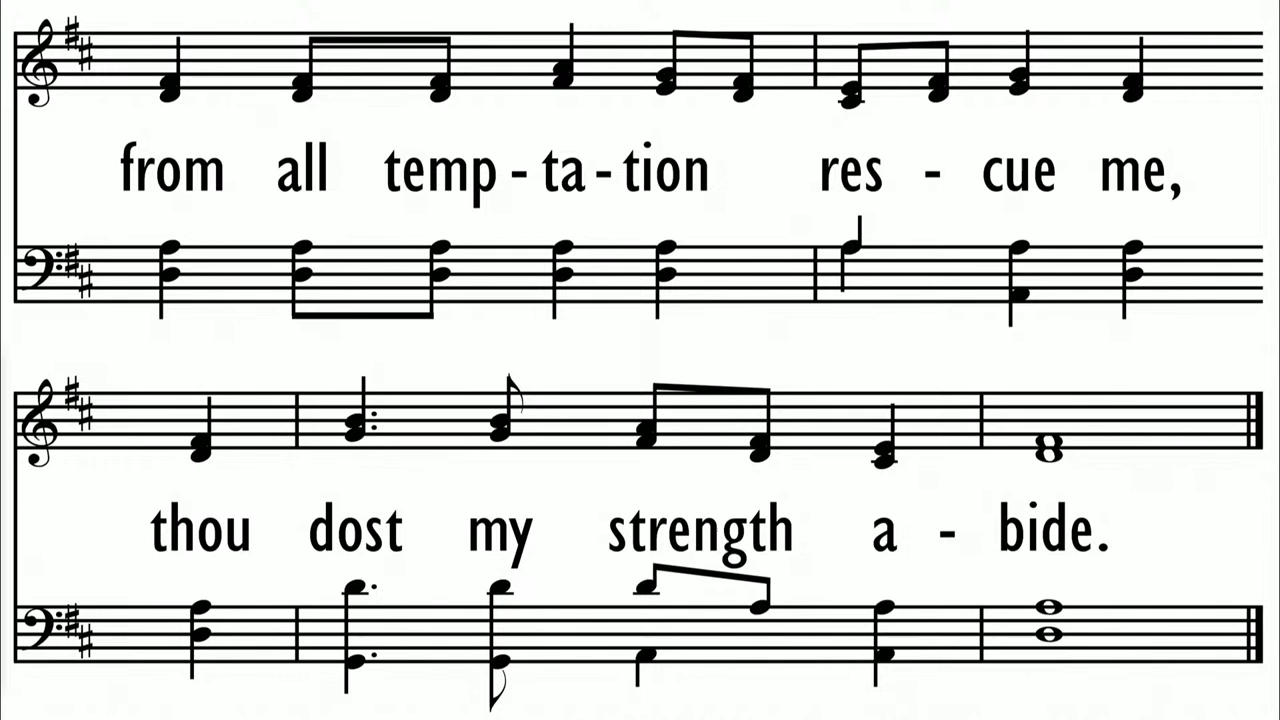 from all temp - ta - tion res - cue me,
thou dost my strength a - bide.